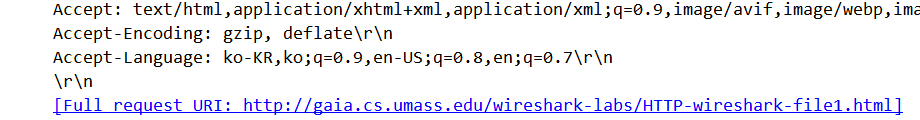 Accept: text/html,application/xhtml+xml,application/xml;q=0.9,image/avif,image/webp,ima
Accept-Encoding: gzip, deflate\r\n
Accept-Language: ko-KR,ko;q=0.9,en-US;q=0.8,en;q=0.7\r\n
\r\n
[Full request URI: http://gaia.cs.umass.edu/wireshark-labs/HTTP-wireshark-file1.html]